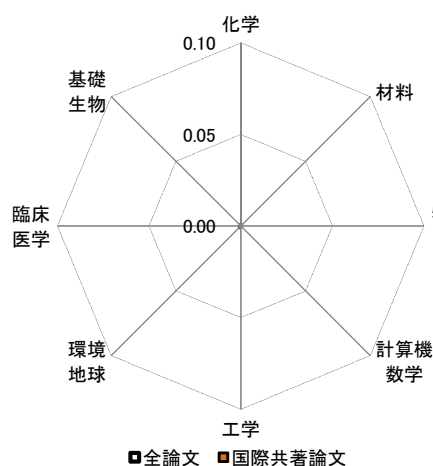 化学
0.10
基礎
生物
材料
0.05
臨床
医学
0.00
環境
地球
計算機
数学
工学
全論文 国際共著論文